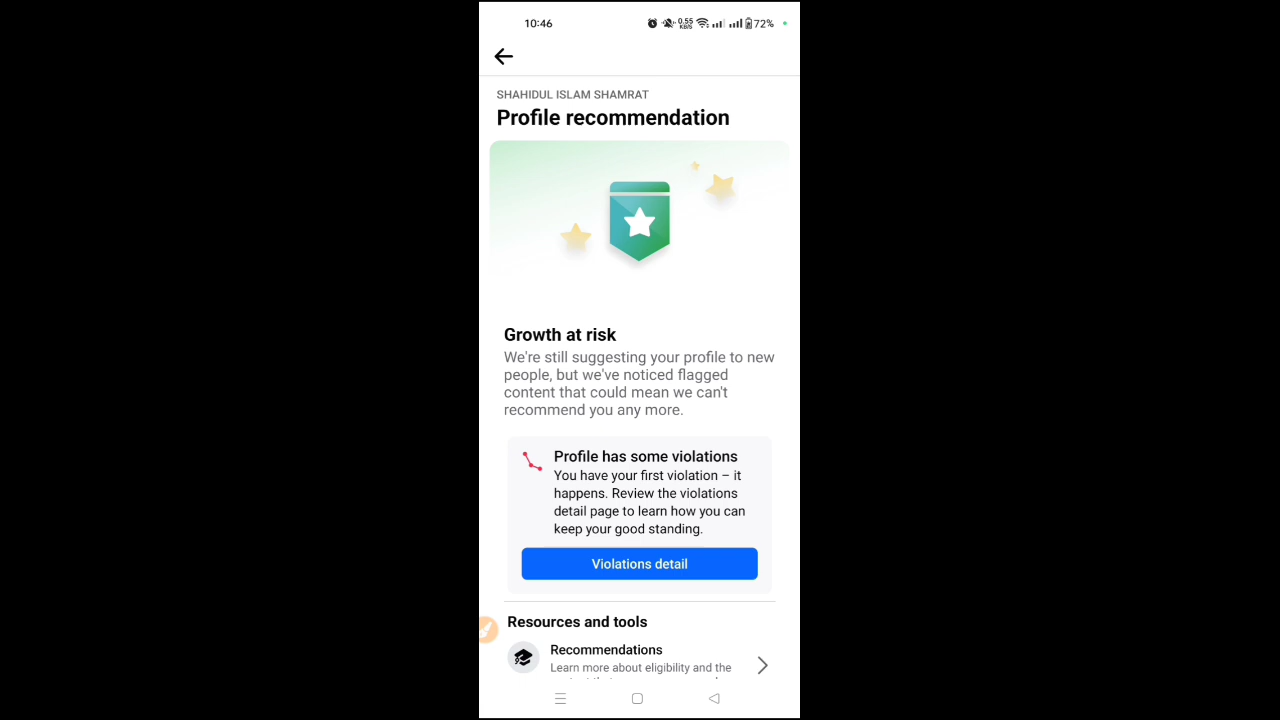 10:46
0.55
KB/S
72%
SHAHIDUL ISLAM SHAMRAT
Profile recommendation
Growth at risk
We're still suggesting your profile to new
people, but we've noticed flagged
content that could mean we can't
recommend you any more.
Profile has some violations
You have your first violation – it
happens. Review the violations
detail page to learn how you can
keep your good standing.
Violations detail
Resources and tools
Recommendations
Learn more about eligibility and the